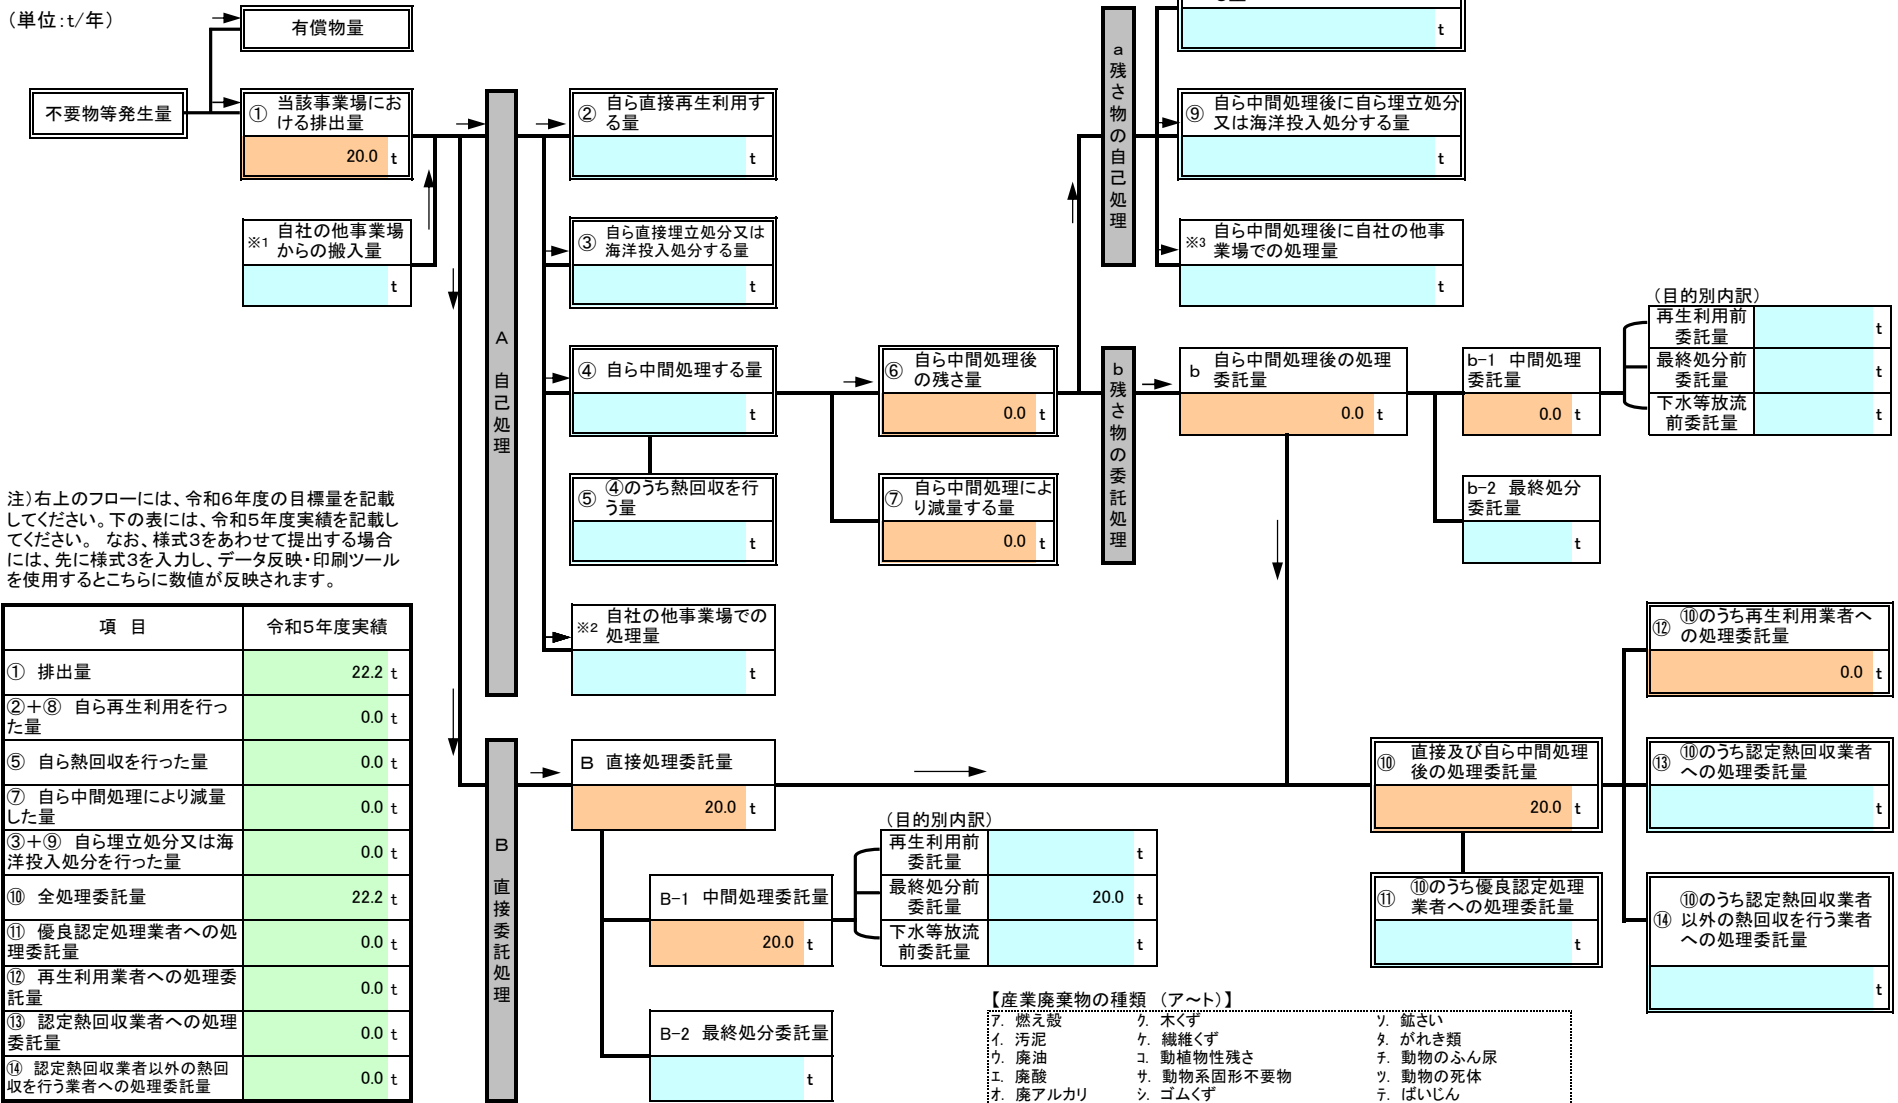 （単位：t/年）
有償物量
不要物等発生量
① 当該事業場にお
ける排出量
20.0 t
※1 自社の他事業場
からの搬入量
t
A 自己処理
② 自ら直接再生利用す
る量
t
③ 自ら直接埋立処分又は
海洋投入処分する量
t
④ 自ら中間処理する量
t
⑤ ④のうち熱回収を行
う量
t
※2 自社の他事業場での
処理量
t
⑥ 自ら中間処理後
の残さ量
0.0 t
⑦ 自ら中間処理によ
り減量する量
0.0 t
a 残さ物の自己処理
t
⑨ 自ら中間処理後に自ら埋立処分
又は海洋投入処分する量
t
※3 自ら中間処理後に自社の他事
業場での処理量
t
b 残さ物の委託処理
b 自ら中間処理後の処理
委託量
0.0 t
b-1 中間処理
委託量
0.0 t
b-2 最終処分
委託量
t
（目的別内訳）
再生利用前
委託量
t
最終処分前
委託量
t
下水等放流
前委託量
t
注）右上のフローには、令和６年度の目標量を記載
してください。下の表には、令和５年度実績を記載し
てください。 なお、様式３をあわせて提出する場合
には、先に様式３を入力し、データ反映・印刷ツール
を使用するとこちらに数値が反映されます。
項 目 令和５年度実績
① 排出量 22.2 t
②＋⑧ 自ら再生利用を行っ
た量 0.0 t
⑤ 自ら熱回収を行った量 0.0 t
⑦ 自ら中間処理により減量
した量 0.0 t
③＋⑨ 自ら埋立処分又は海
洋投入処分を行った量 0.0 t
⑩ 全処理委託量 22.2 t
⑪ 優良認定処理業者への処
理委託量 0.0 t
⑫ 再生利用業者への処理委
託量 0.0 t
⑬ 認定熱回収業者への処理
委託量 0.0 t
⑭ 認定熱回収業者以外の熱回
収を行う業者への処理委託量 0.0 t
B 直接委託処理
B 直接処理委託量
20.0 t
B-1 中間処理委託量
20.0 t
B-2 最終処分委託量
t
（目的別内訳）
再生利用前
委託量
t
最終処分前
委託量
20.0 t
下水等放流
前委託量
t
⑩ 直接及び自ら中間処理
後の処理委託量
20.0 t
⑪ ⑩のうち優良認定処理
業者への処理委託量
t
⑫ ⑩のうち再生利用業者へ
の処理委託量
0.0 t
⑬ ⑩のうち認定熱回収業者
への処理委託量
t
⑭ ⑩のうち認定熱回収業者
以外の熱回収を行う業者
への処理委託量
t
【産業廃棄物の種類 （ア～ト）】
ア. 燃え殻 ク. 木くず ソ. 鉱さい
イ. 汚泥 ケ. 繊維くず タ. がれき類
ウ. 廃油 コ. 動植物性残さ チ. 動物のふん尿
エ. 廃酸 サ. 動物系固形不要物 ツ. 動物の死体
オ. 廃アルカリ シ. ゴムくず テ. ばいじん